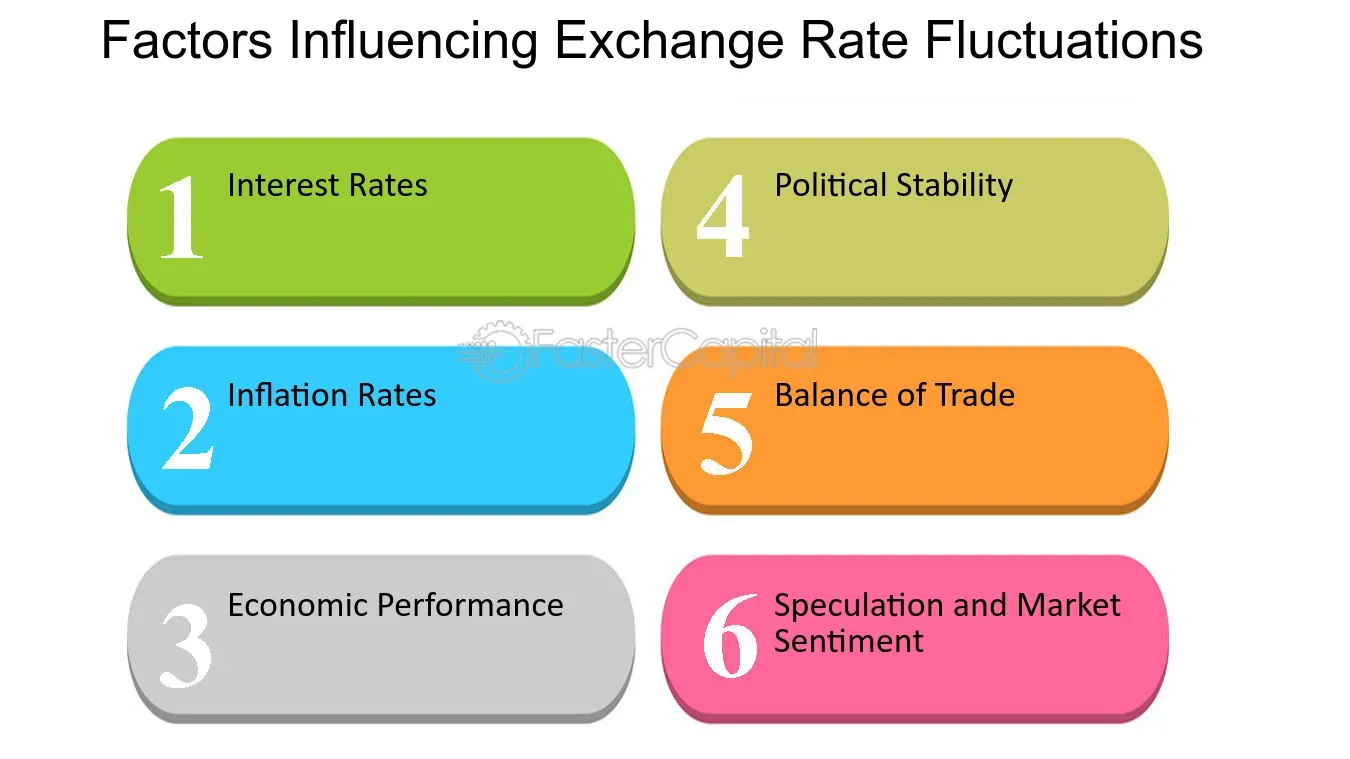 Factors Influencing Exchange Rate Fluctuations
1 Interest Rates
2 Inflation Rates
3 Economic Performance
4 Political Stability
5 Balance of Trade
6 Speculation and Market
Sentiment
FasterCapital